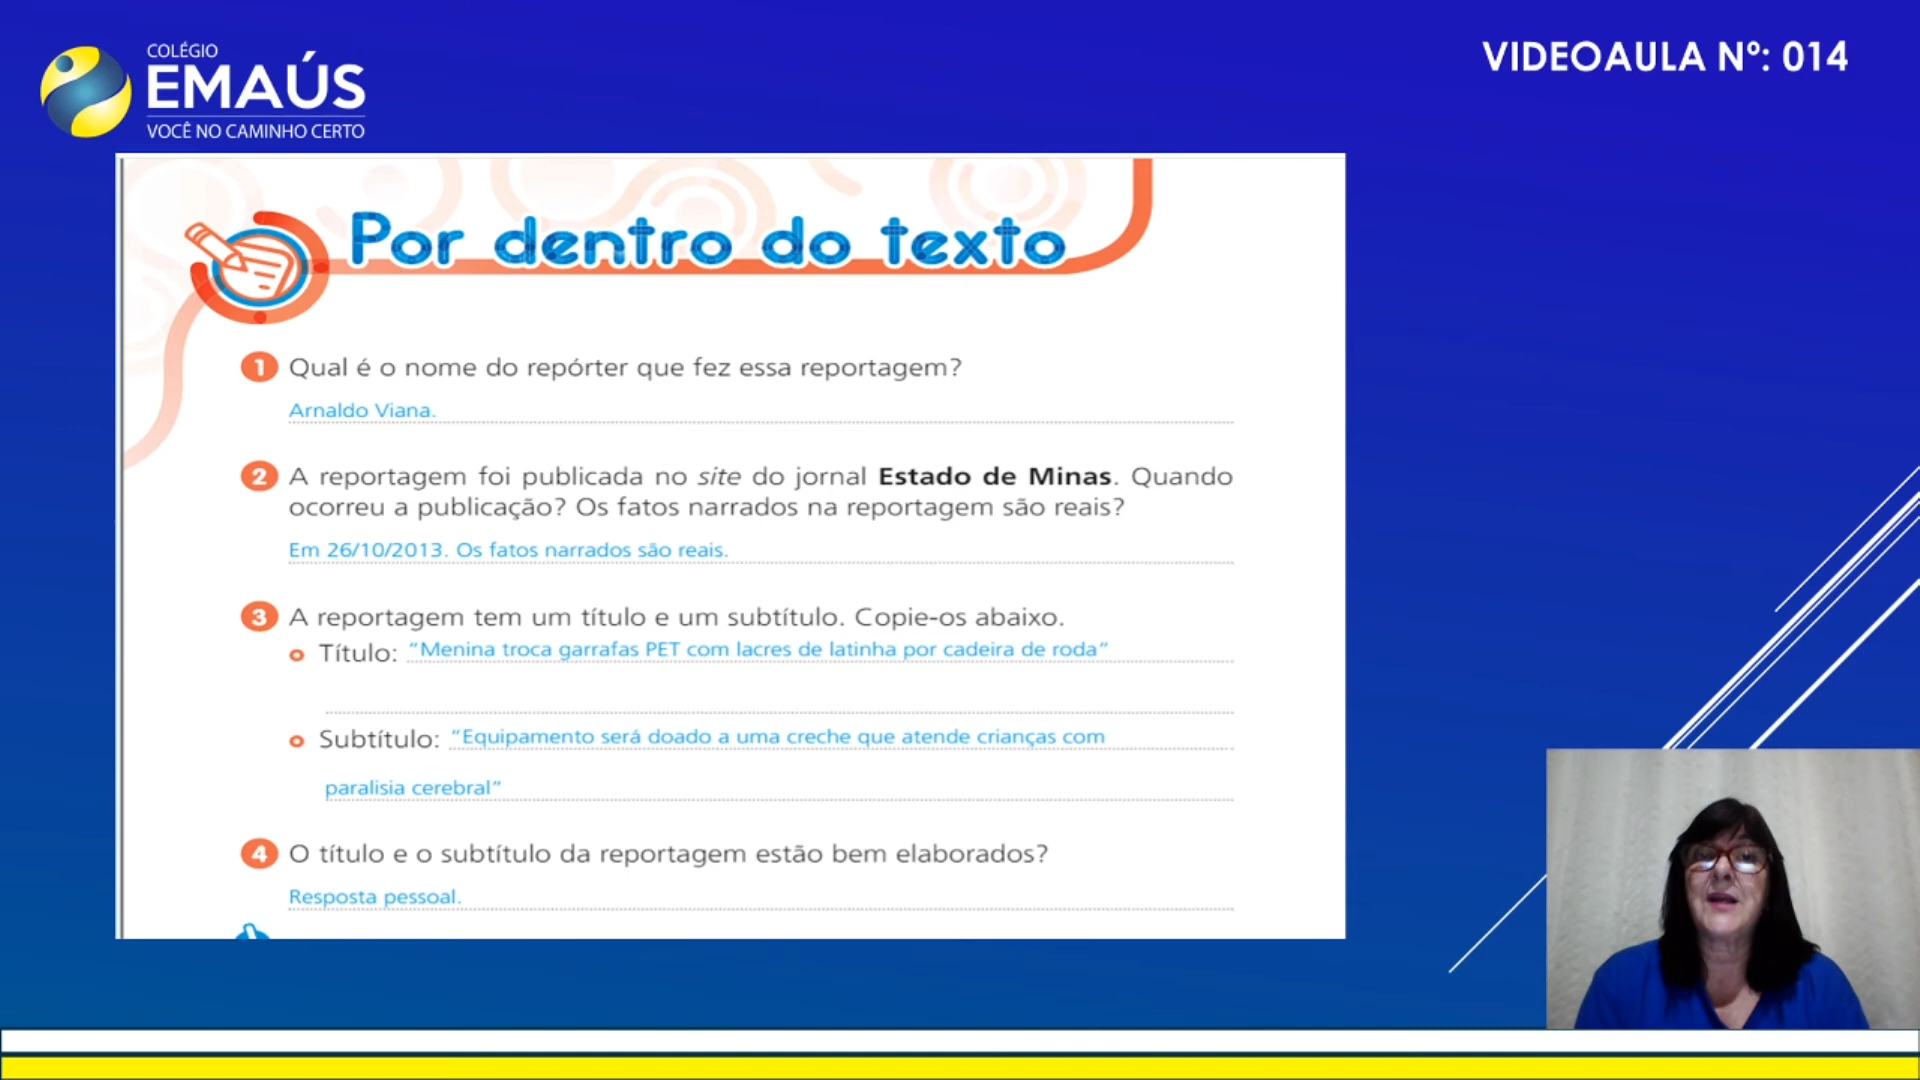 COLÉGIO
EMAÚS
VOCÊ NO CAMINHO CERTO
VIDEOAULA Nº: 014
Por dentro do texto
1 Qual é o nome do repórter que fez essa reportagem?
Arnaldo Viana.
2 A reportagem foi publicada no site do jornal Estado de Minas. Quando
ocorreu a publicação? Os fatos narrados na reportagem são reais?
Em 26/10/2013. Os fatos narrados são reais.
3 A reportagem tem um título e um subtítulo. Copie-os abaixo.
Título: “Menina troca garrafas PET com lacres de latinha por cadeira de roda”
Subtítulo: “Equipamento será doado a uma creche que atende crianças com
paralisia cerebral”
4 O título e o subtítulo da reportagem estão bem elaborados?
Resposta pessoal.